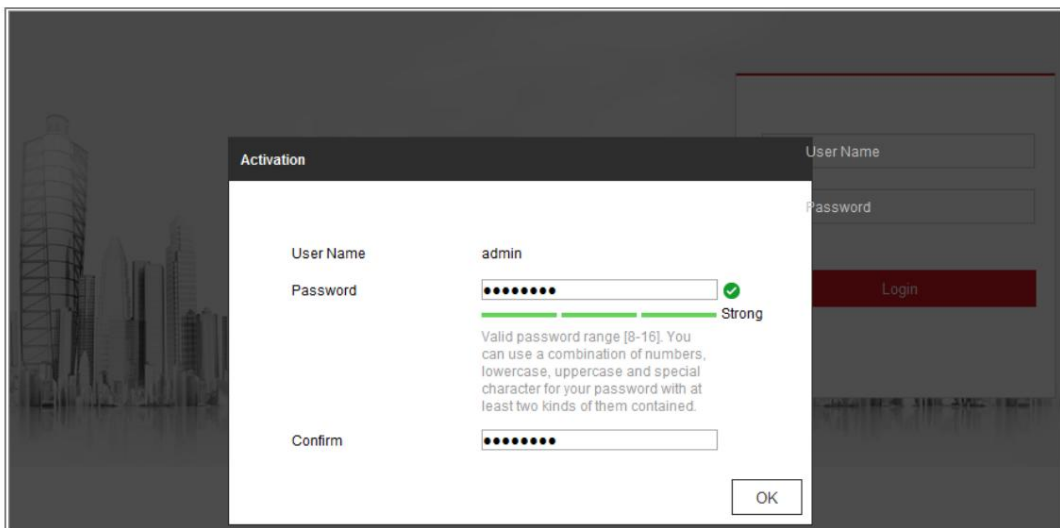 Activation
User Name
Password
Login
User Name admin
Password ●●●●●●●●
Strong
Valid password range [8-16]. You
can use a combination of numbers,
lowercase, uppercase and special
character for your password with at
least two kinds of them contained.
Confirm ●●●●●●●●
OK